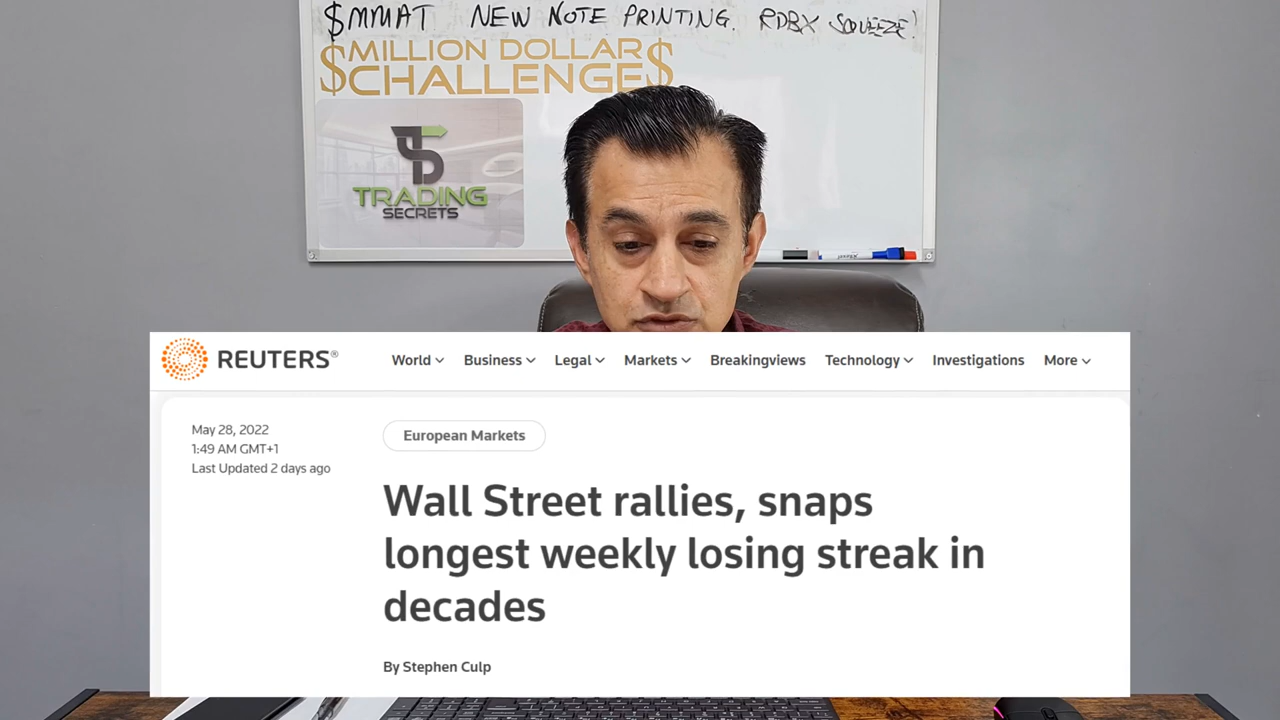 $MMAT NEW NOTE PRINTING. RDBX SQUEEZE!
$MILLION DOLLAR CHALLENGE$
TRADING
SECRETS
REUTERS®
World Business Legal Markets Breakingviews Technology Investigations More
May 28, 2022
1:49 AM GMT+1
Last Updated 2 days ago
European Markets
Wall Street rallies, snaps
longest weekly losing streak in
decades
By Stephen Culp